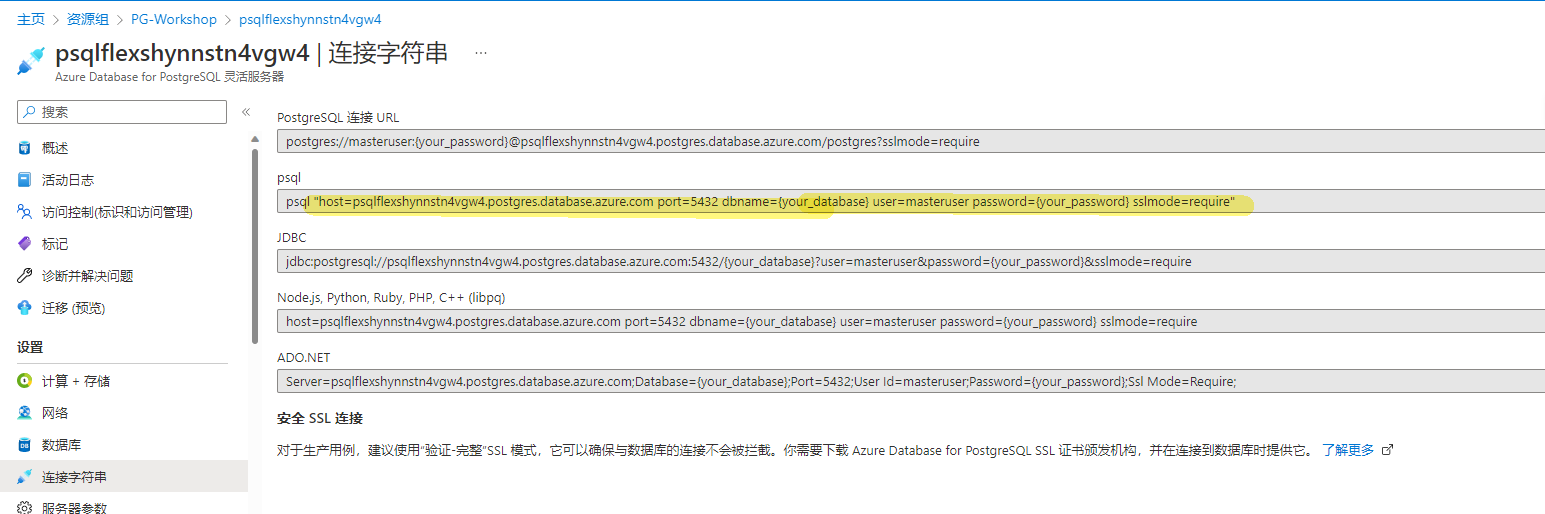 主页 > 资源组 > PG-Workshop > psqlflexshynnstn4vgw4
psqlflexshynnstn4vgw4 | 连接字符串 ...
Azure Database for PostgreSQL 灵活服务器
搜索 «
概述
活动日志
访问控制(标识和访问管理)
标记
诊断并解决问题
迁移 (预览)
设置
计算 + 存储
网络
数据库
连接字符串
服务器参数
PostgreSQL 连接 URL
postgres://masteruser:{your_password}@psqlflexshynnstn4vgw4.postgres.database.azure.com/postgres?sslmode=require
psql
psql "host=psqlflexshynnstn4vgw4.postgres.database.azure.com port=5432 dbname={your_database} user=masteruser password={your_password} sslmode=require"
JDBC
jdbc:postgresql://psqlflexshynnstn4vgw4.postgres.database.azure.com:5432/{your_database}?user=masteruser&password={your_password}&sslmode=require
Node.js, Python, Ruby, PHP, C++ (libpq)
host=psqlflexshynnstn4vgw4.postgres.database.azure.com port=5432 dbname={your_database} user=masteruser password={your_password} sslmode=require
ADO.NET
Server=psqlflexshynnstn4vgw4.postgres.database.azure.com;Database={your_database};Port=5432;User Id=masteruser;Password={your_password};Ssl Mode=Require;
安全 SSL 连接
对于生产用例，建议使用“验证-完整”SSL 模式，它可以确保与数据库的连接不会被拦截。你需要下载 Azure Database for PostgreSQL SSL 证书颁发机构，并在连接到数据库时提供它。 了解更多